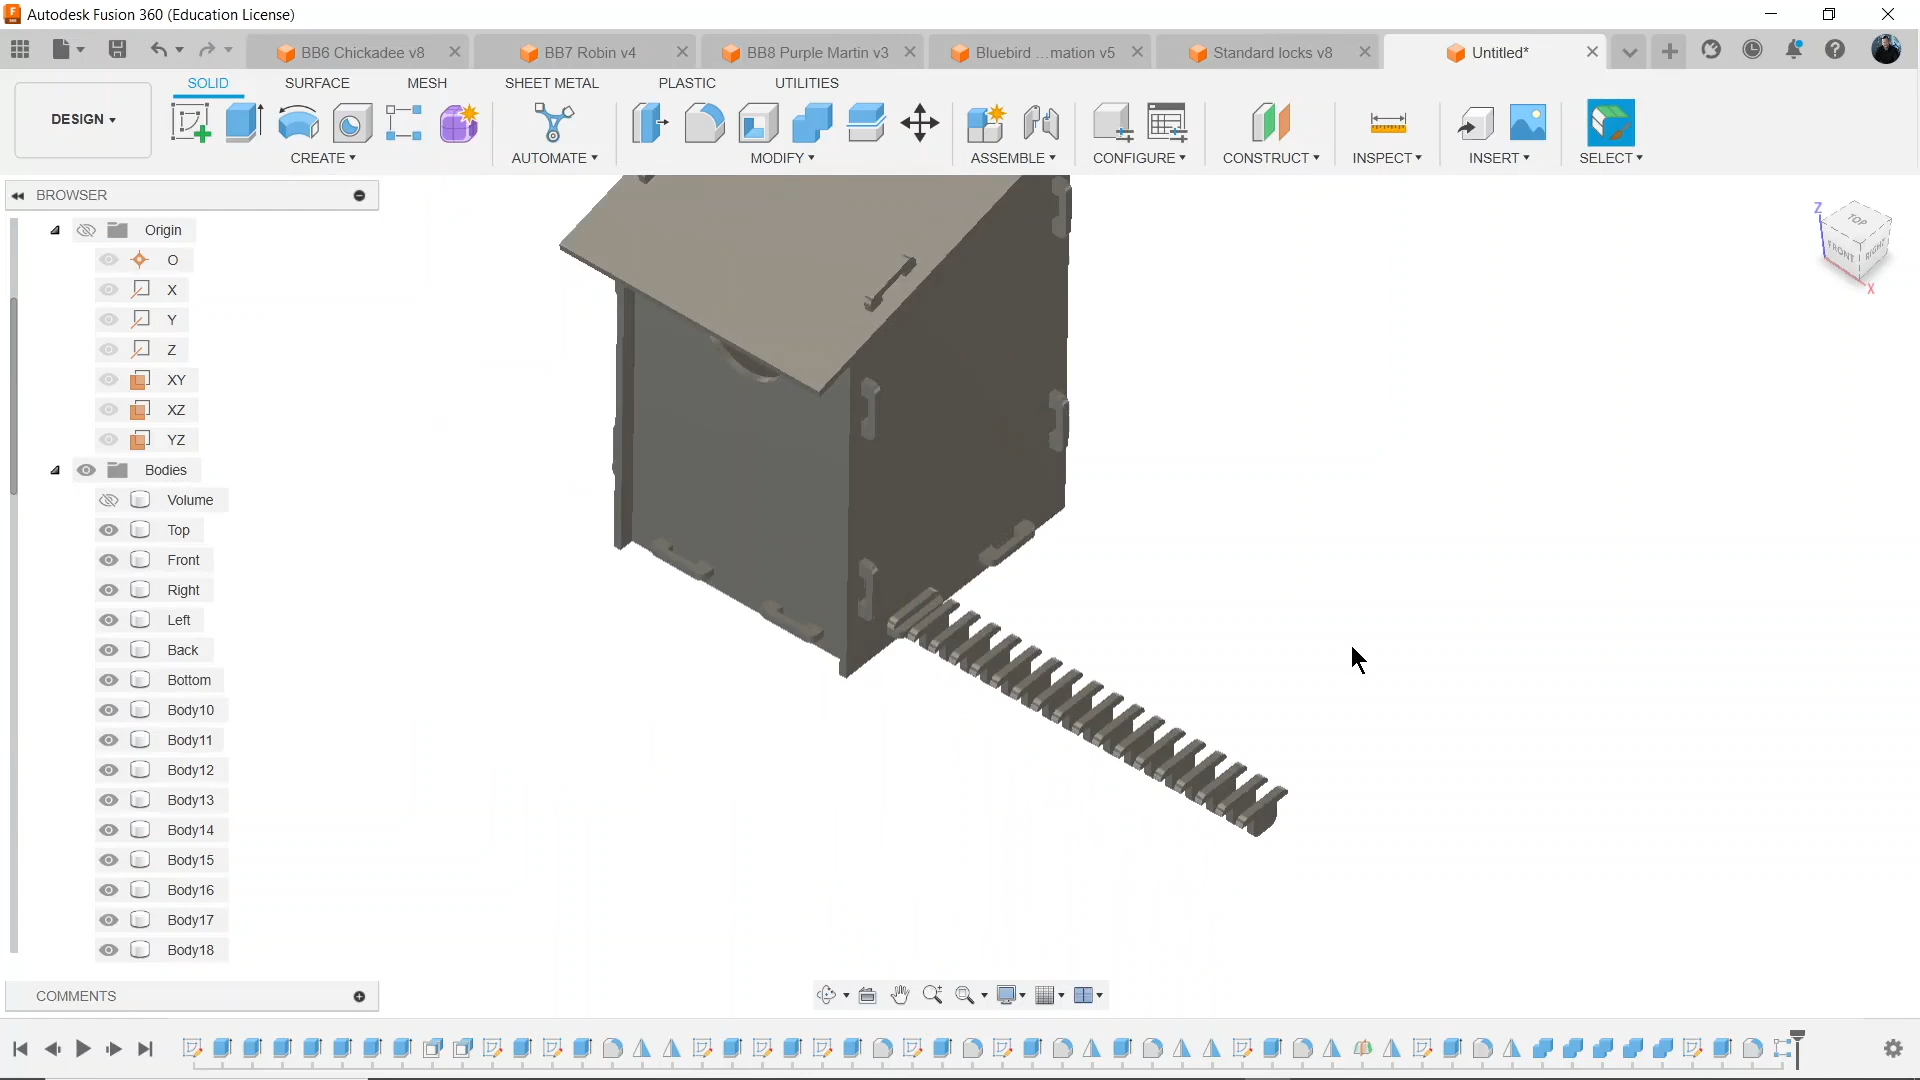 Autodesk Fusion 360 (Education License)
BB6 Chickadee v8
BB7 Robin v4
BB8 Purple Martin v3
Bluebird ...mation v5
Standard locks v8
Untitled*
SOLID
SURFACE
MESH
SHEET METAL
PLASTIC
UTILITIES
DESIGN
CREATE
AUTOMATE
MODIFY
ASSEMBLE
CONFIGURE
CONSTRUCT
INSPECT
INSERT
SELECT
BROWSER
Origin
O
X
Y
Z
XY
XZ
YZ
Bodies
Volume
Top
Front
Right
Left
Back
Bottom
Body10
Body11
Body12
Body13
Body14
Body15
Body16
Body17
Body18
Z
TOP
FRONT
RIGHT
X
COMMENTS